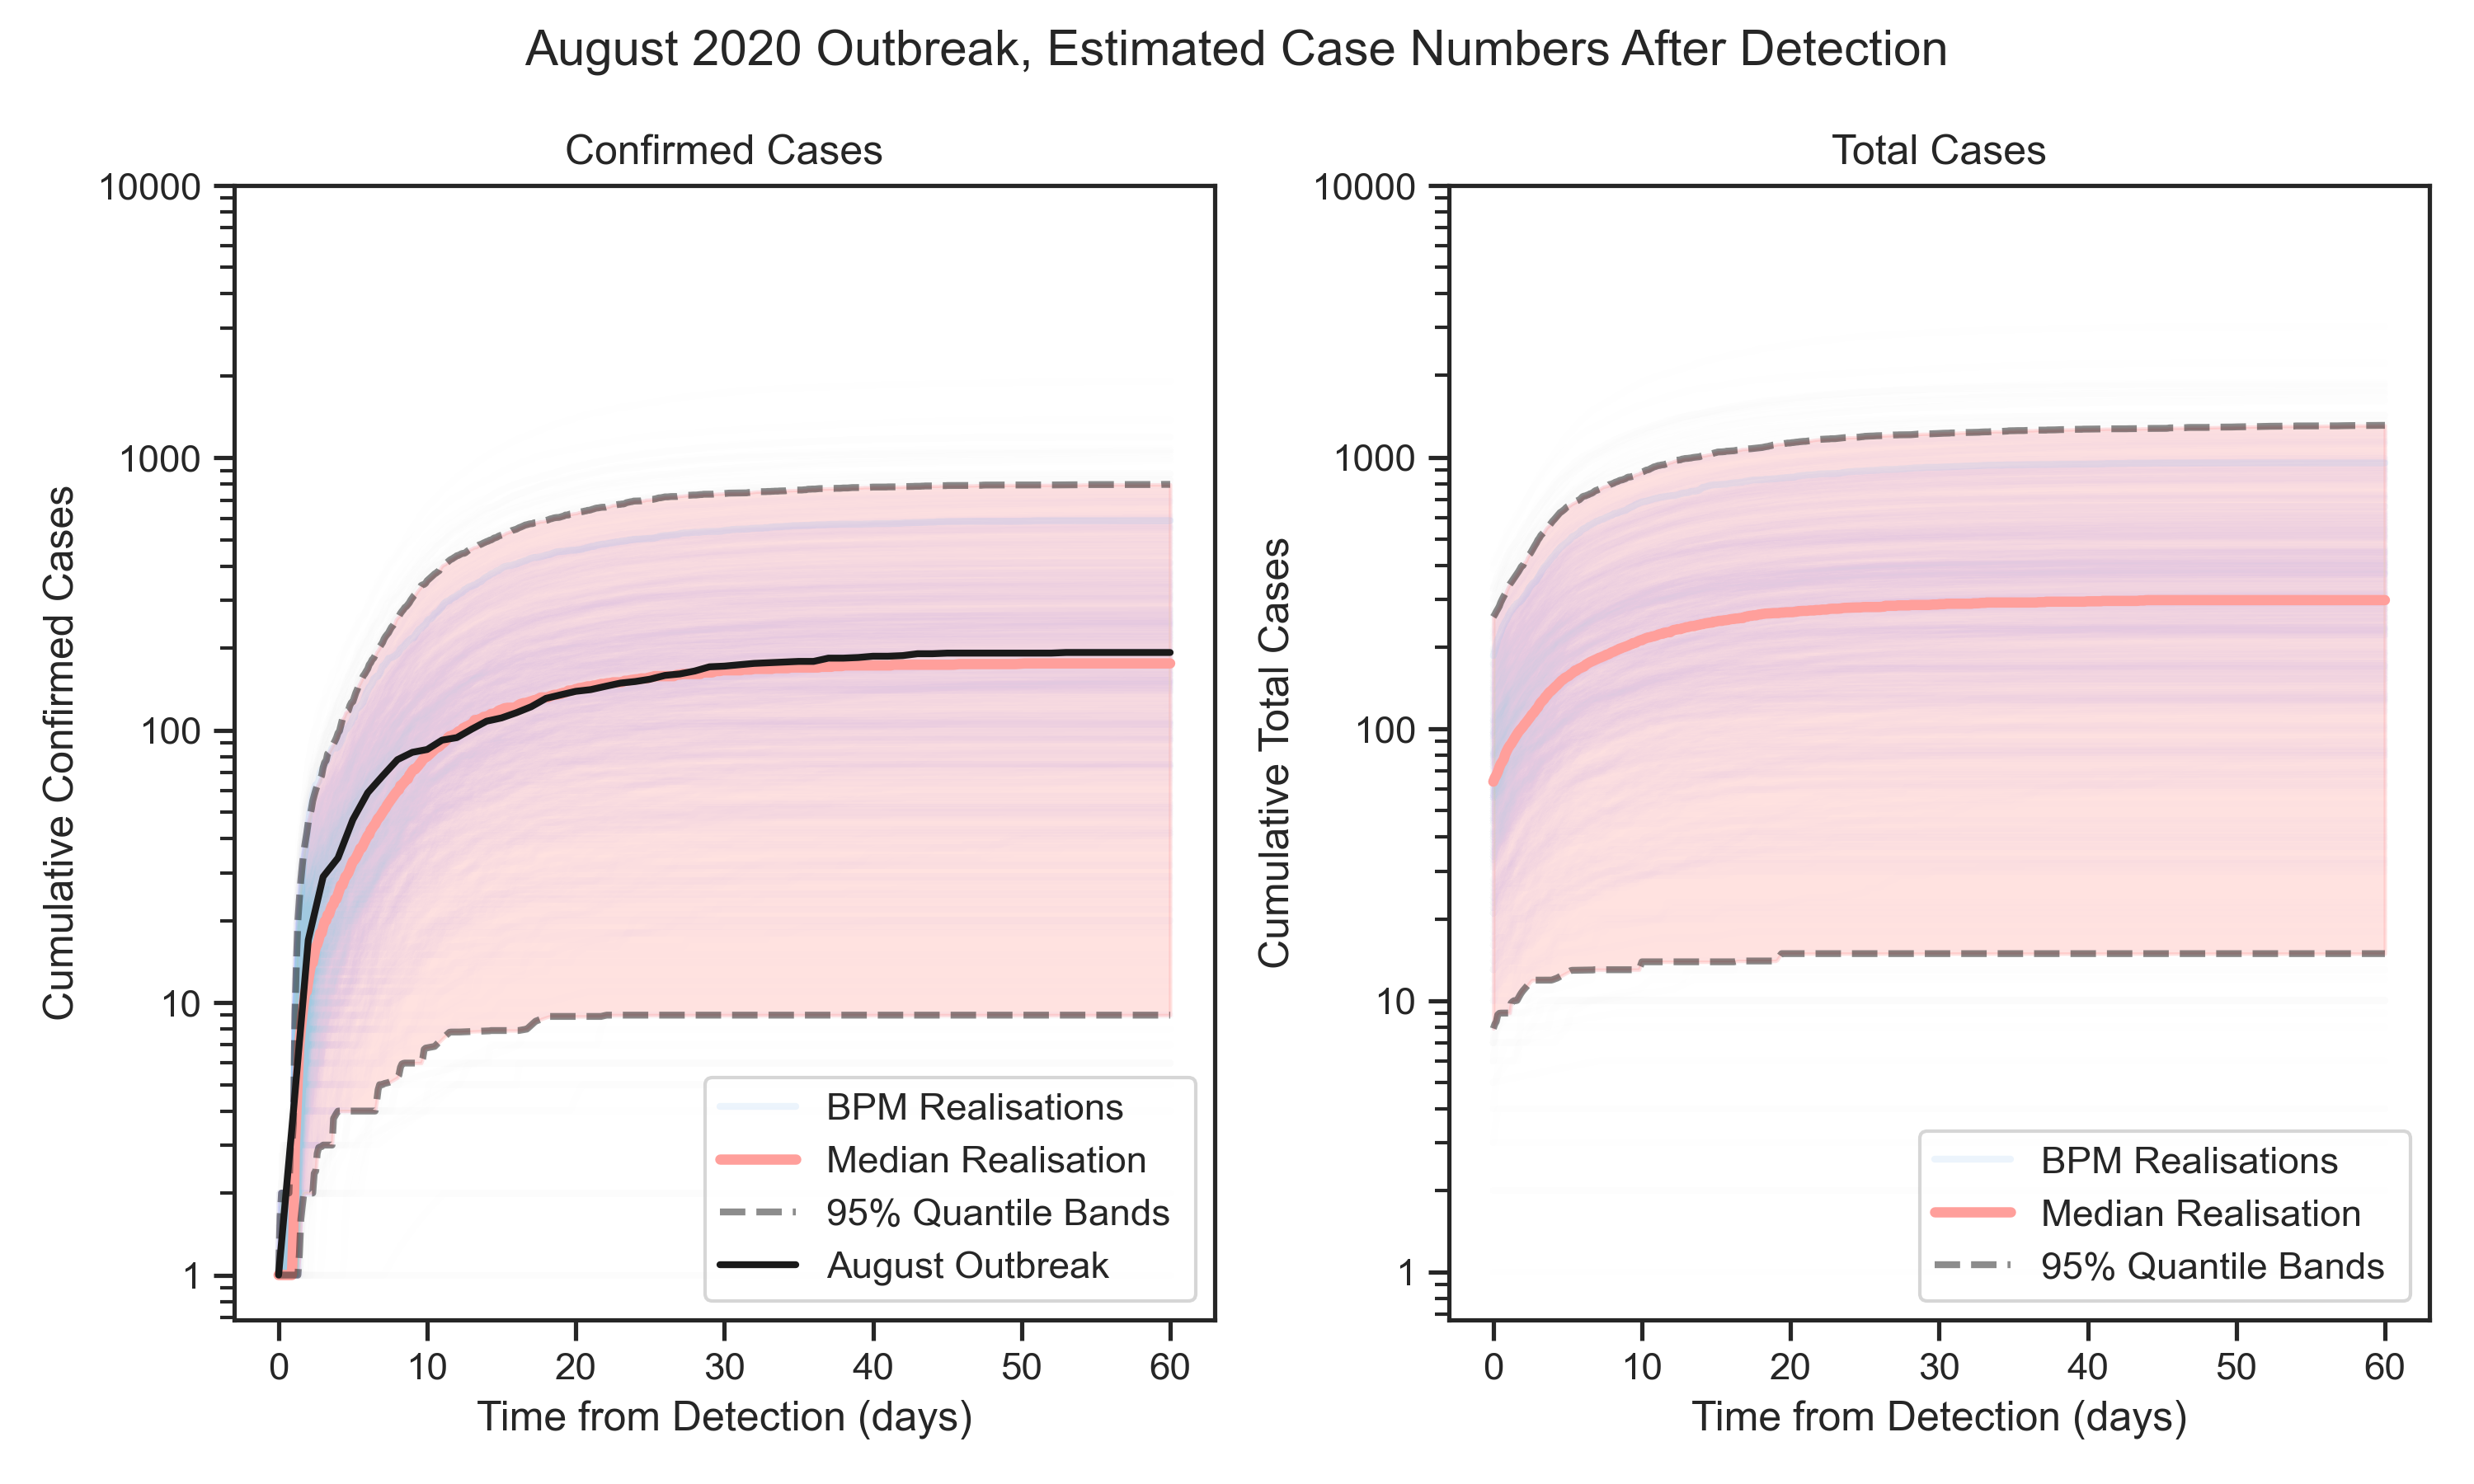 August 2020 Outbreak, Estimated Case Numbers After Detection
Confirmed Cases
10000
1000
100
10
1
Cumulative Confirmed Cases
0 10 20 30 40 50 60
Time from Detection (days)
BPM Realisations
Median Realisation
95% Quantile Bands
August Outbreak
Total Cases
10000
1000
100
10
1
Cumulative Total Cases
0 10 20 30 40 50 60
Time from Detection (days)
BPM Realisations
Median Realisation
95% Quantile Bands